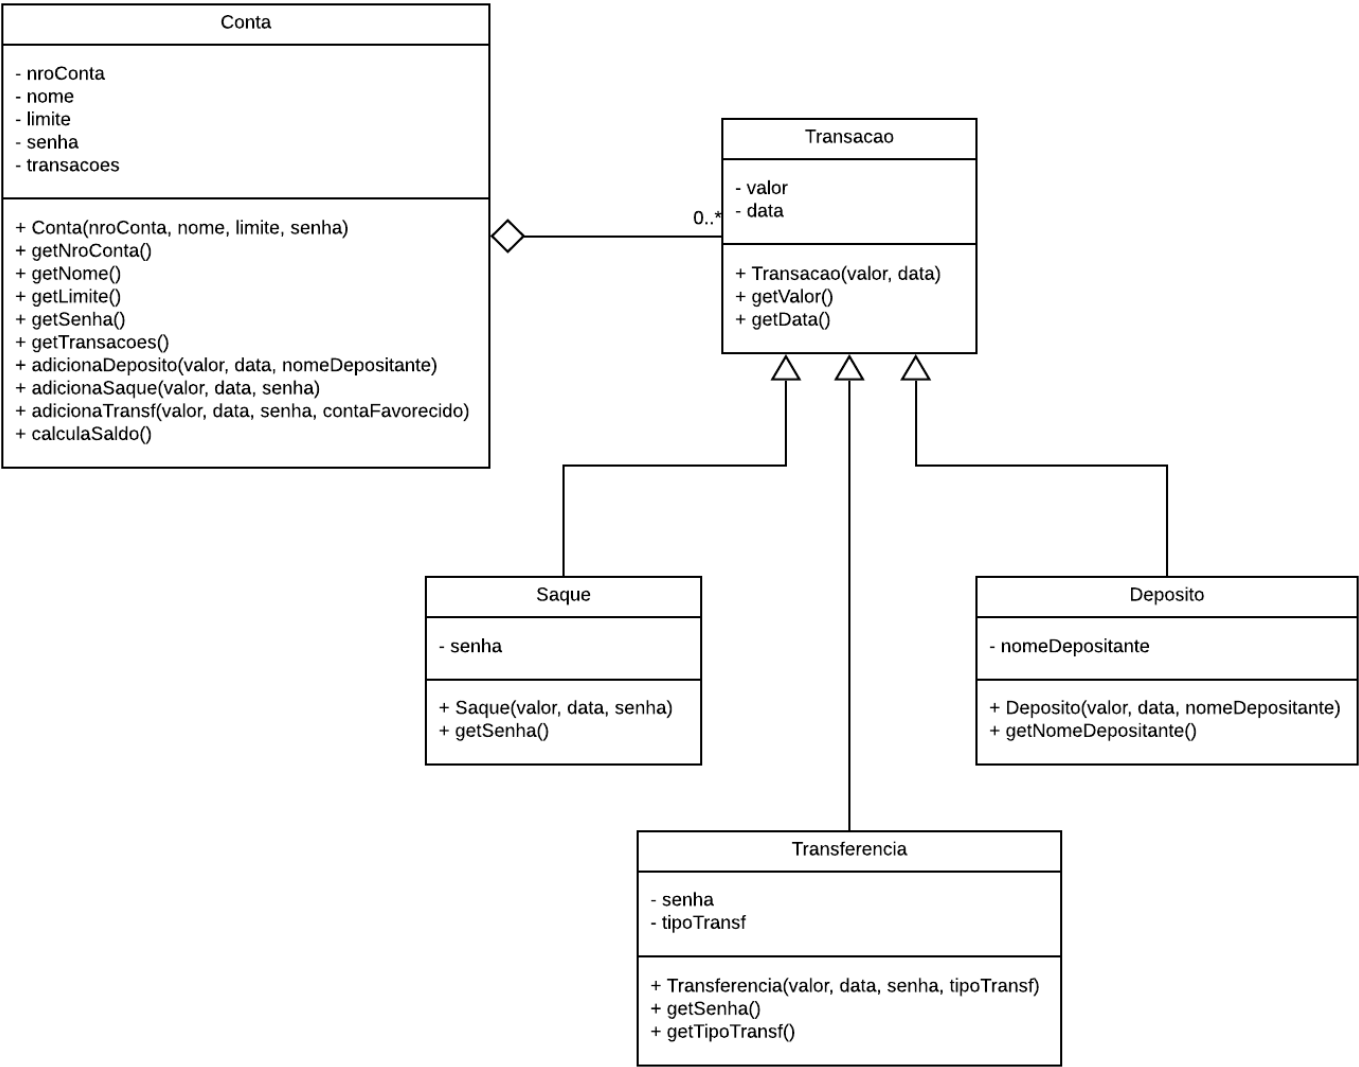 Conta
- nroConta
- nome
- limite
- senha
- transacoes
+ Conta(nroConta, nome, limite, senha)
+ getNroConta()
+ getNome()
+ getLimite()
+ getSenha()
+ getTransacoes()
+ adicionaDeposito(valor, data, nomeDepositante)
+ adicionaSaque(valor, data, senha)
+ adicionaTransf(valor, data, senha, contaFavorecido)
+ calculaSaldo()
0..*
Transacao
- valor
- data
+ Transacao(valor, data)
+ getValor()
+ getData()
Saque
- senha
+ Saque(valor, data, senha)
+ getSenha()
Deposito
- nomeDepositante
+ Deposito(valor, data, nomeDepositante)
+ getNomeDepositante()
Transferencia
- senha
- tipoTransf
+ Transferencia(valor, data, senha, tipoTransf)
+ getSenha()
+ getTipoTransf()